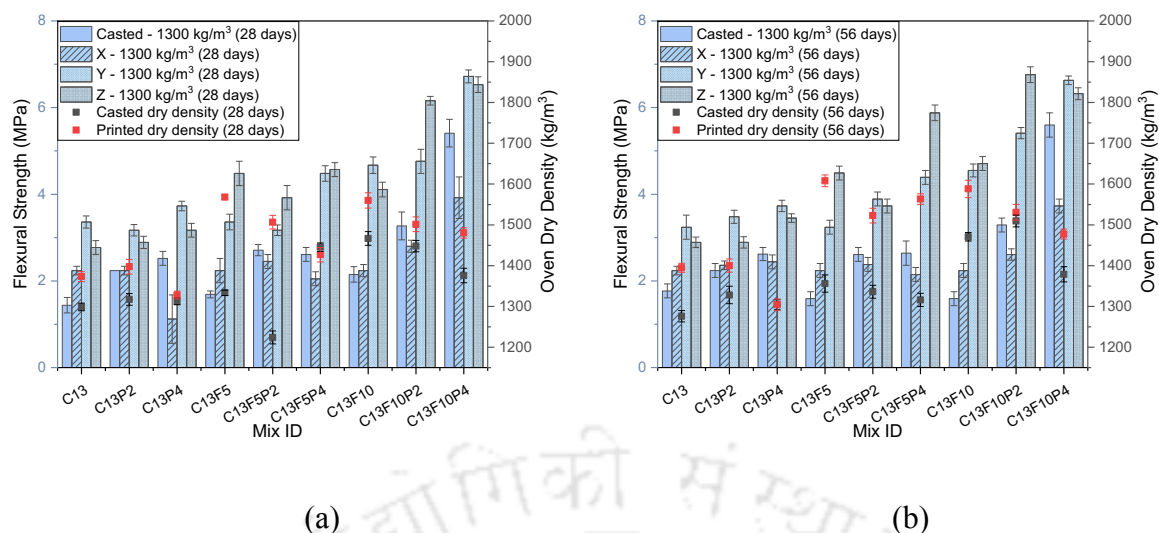 8
6
4
2
0
Flexural Strength (MPa)
Casted - 1300 kg/m³ (28 days)
X - 1300 kg/m³ (28 days)
Y - 1300 kg/m³ (28 days)
Z - 1300 kg/m³ (28 days)
Casted dry density (28 days)
Printed dry density (28 days)
2000
1900
1800
1700
1600
1500
1400
1300
1200
Oven Dry Density (kg/m³)
C13
C13P2
C13P4
C13F5
C13F5P2
C13F5P4
C13F10
C13F10P2
C13F10P4
Mix ID
(a)
8
6
4
2
0
Flexural Strength (MPa)
Casted - 1300 kg/m³ (56 days)
X - 1300 kg/m³ (56 days)
Y - 1300 kg/m³ (56 days)
Z - 1300 kg/m³ (56 days)
Casted dry density (56 days)
Printed dry density (56 days)
2000
1900
1800
1700
1600
1500
1400
1300
1200
Oven Dry Density (kg/m³)
C13
C13P2
C13P4
C13F5
C13F5P2
C13F5P4
C13F10
C13F10P2
C13F10P4
Mix ID
(b)